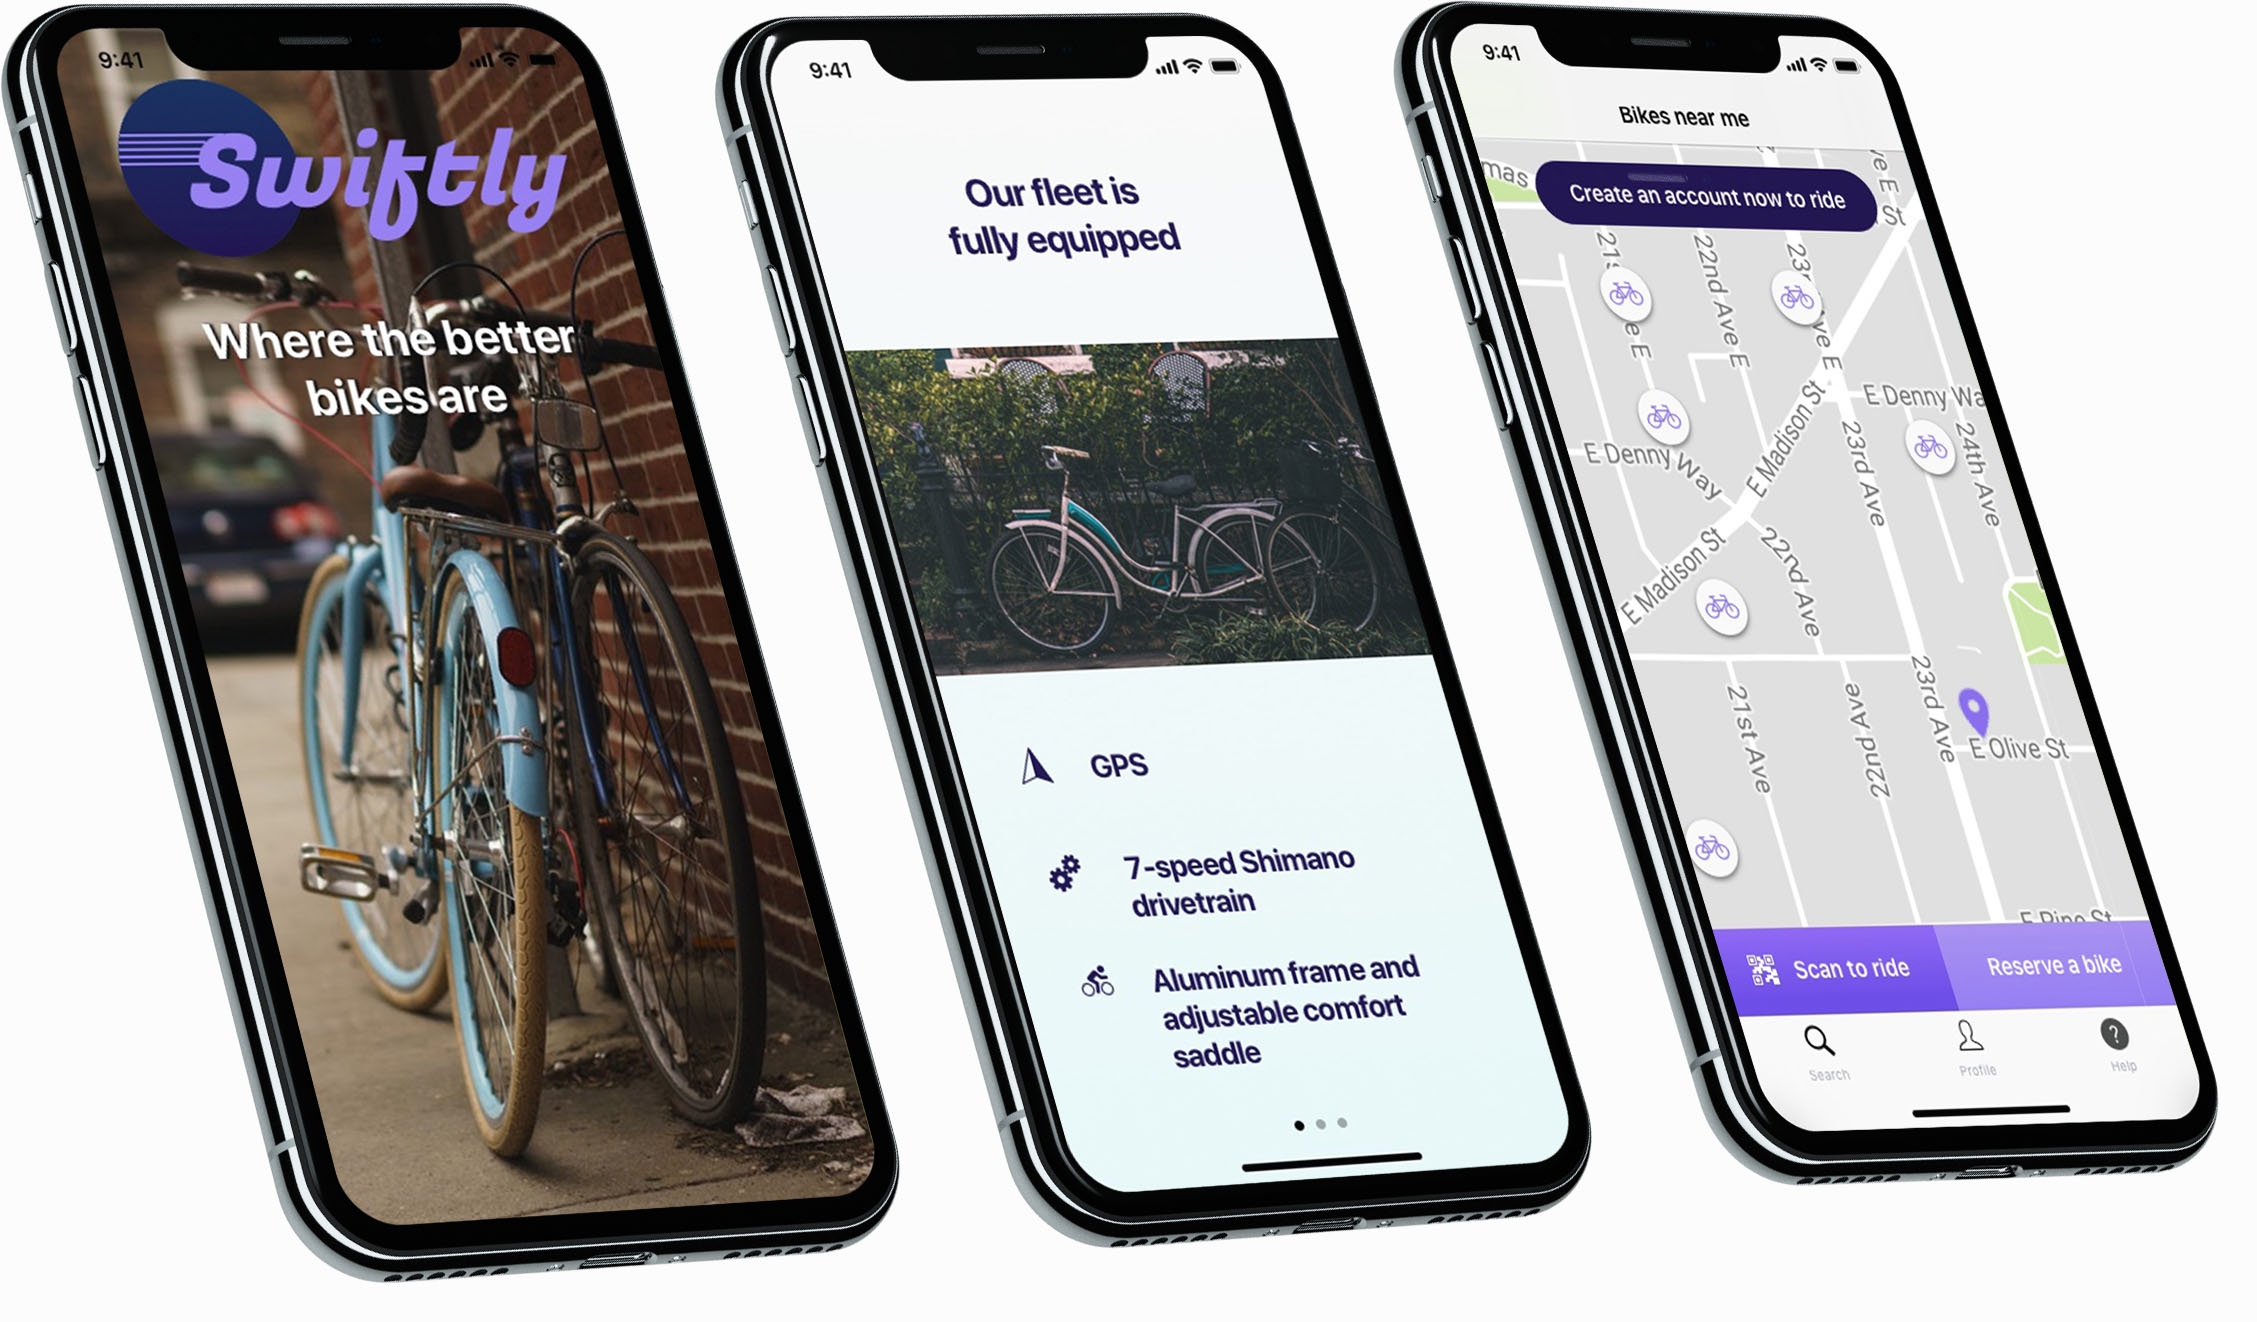 9:41
Swiftly
Where the better
bikes are
9:41
Our fleet is
fully equipped
GPS
7-speed Shimano
drivetrain
Aluminum frame and
adjustable comfort
saddle
9:41
Bikes near me
mas
Create an account now to ride
ve E
St
21s
e E
22nd Ave E
23r
ve E
E Denny Wa
E Denny Way
E Madison St
23rd Ave
24th Ave
E Madison St
22nd Ave
21st Ave
22nd Ave
23rd Ave
E Olive St
E Pine St
Scan to ride
Reserve a bike
Search
Profile
Help